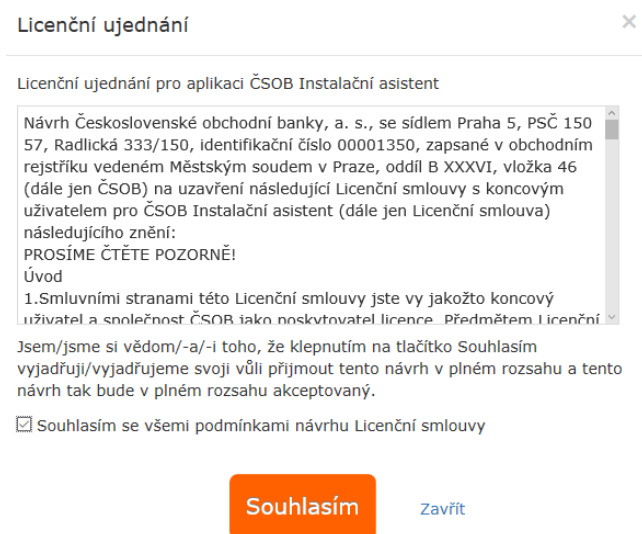 Licenční ujednání
×
Licenční ujednání pro aplikaci ČSOB Instalační asistent
Návrh Československé obchodní banky, a. s., se sídlem Praha 5, PSČ 150
57, Radlická 333/150, identifikační číslo 00001350, zapsané v obchodním
rejstříku vedeném Městským soudem v Praze, oddíl B XXXVI, vložka 46
(dále jen ČSOB) na uzavření následující Licenční smlouvy s koncovým
uživatelem pro ČSOB Instalační asistent (dále jen Licenční smlouva)
následujícího znění:
PROSÍME ČTĚTE POZORNĚ!
Úvod
1.Smluvními stranami této Licenční smlouvy jste vy jakožto koncový
uživatel a společnost ČSOB jako poskytovatel licence. Předmětem Licenční
Jsem/jsme si vědom/-a/-i toho, že klepnutím na tlačítko Souhlasím
vyjadřuji/vyjadřujeme svoji vůli přijmout tento návrh v plném rozsahu a tento
návrh tak bude v plném rozsahu akceptovaný.
Souhlasím se všemi podmínkami návrhu Licenční smlouvy
Souhlasím
Zavřít